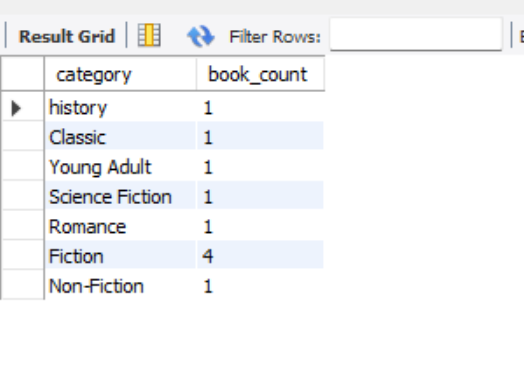 Result Grid Filter Rows:
category book_count
history 1
Classic 1
Young Adult 1
Science Fiction 1
Romance 1
Fiction 4
Non-Fiction 1